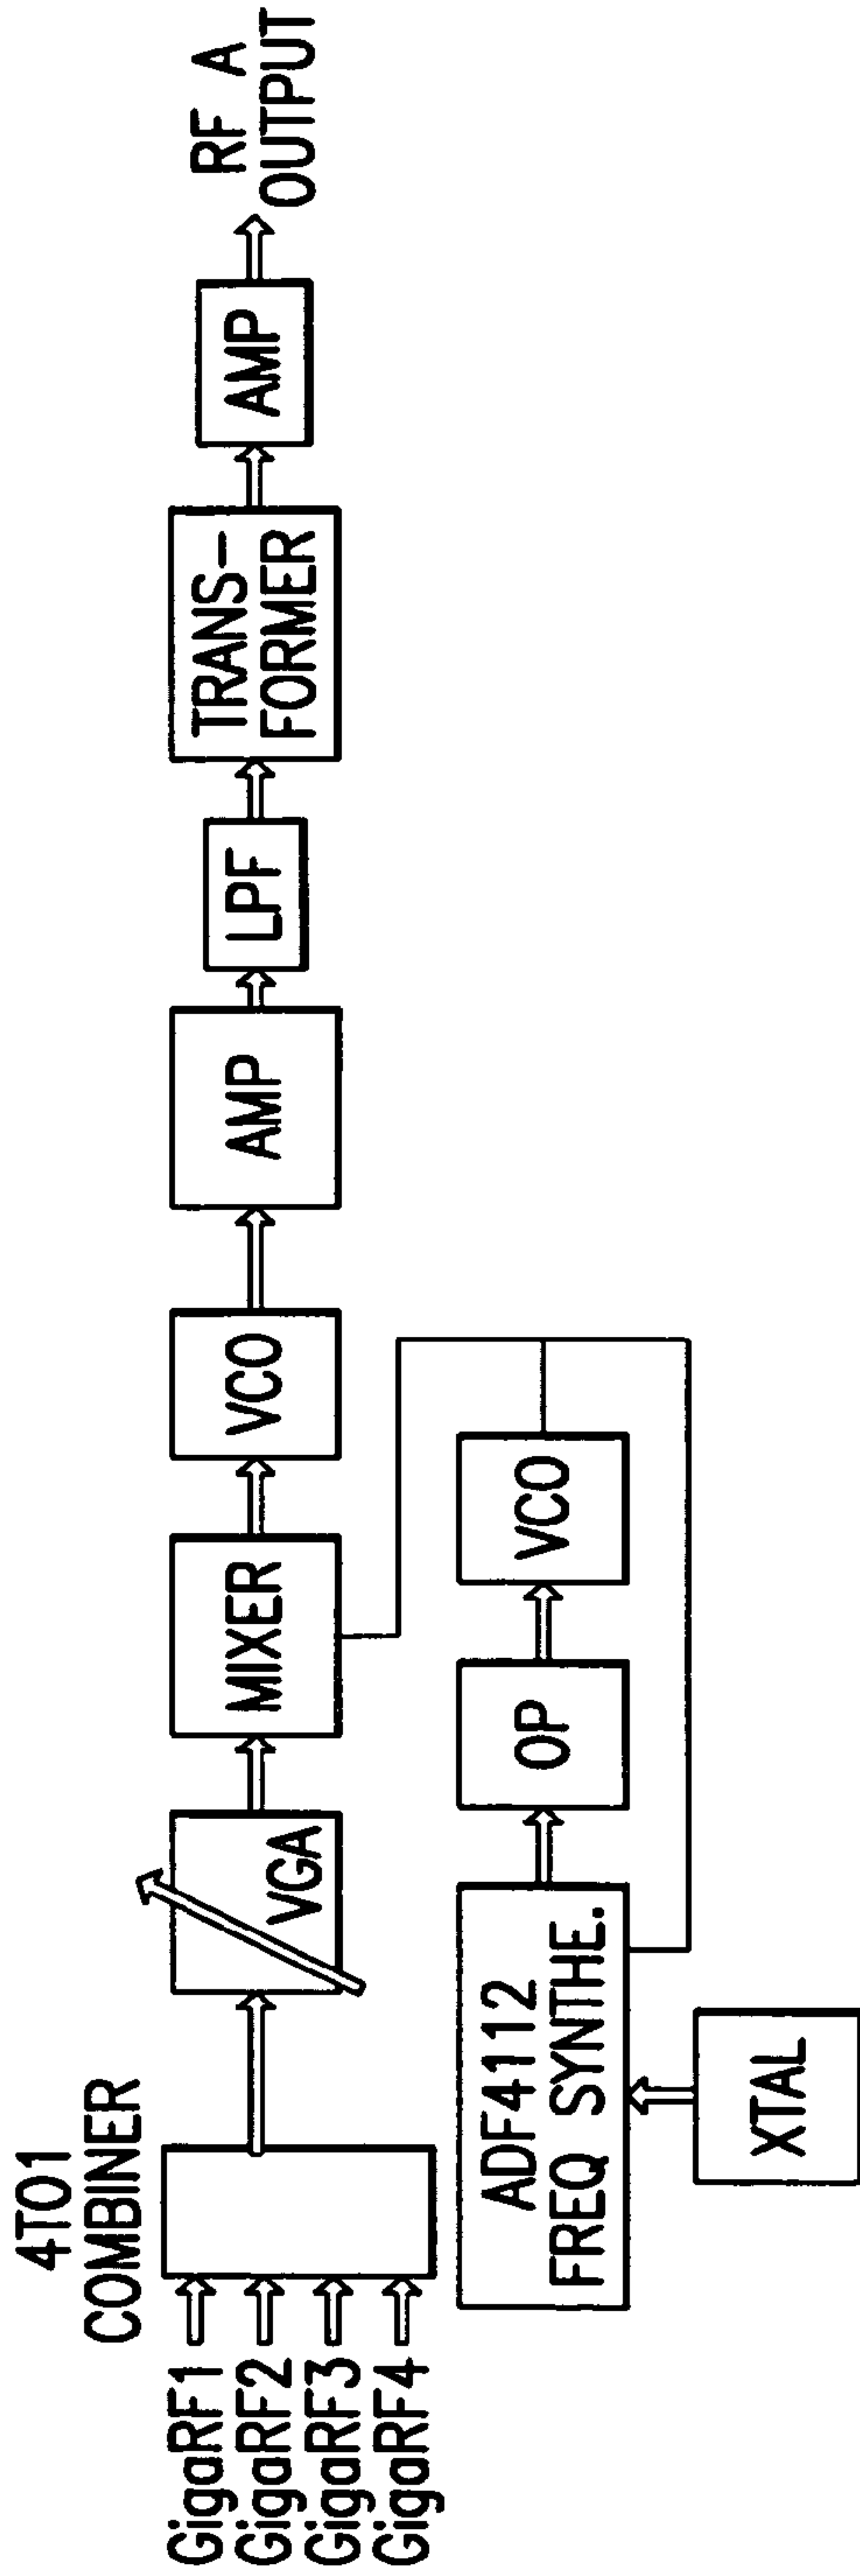 GigaRF1
GigaRF2
GigaRF3
GigaRF4
4TO1
COMBINER
VGA
MIXER
VCO
AMP
LPF
TRANS-
FORMER
AMP
RF A
OUTPUT
ADF4112
FREQ SYNTHE.
OP
VCO
XTAL